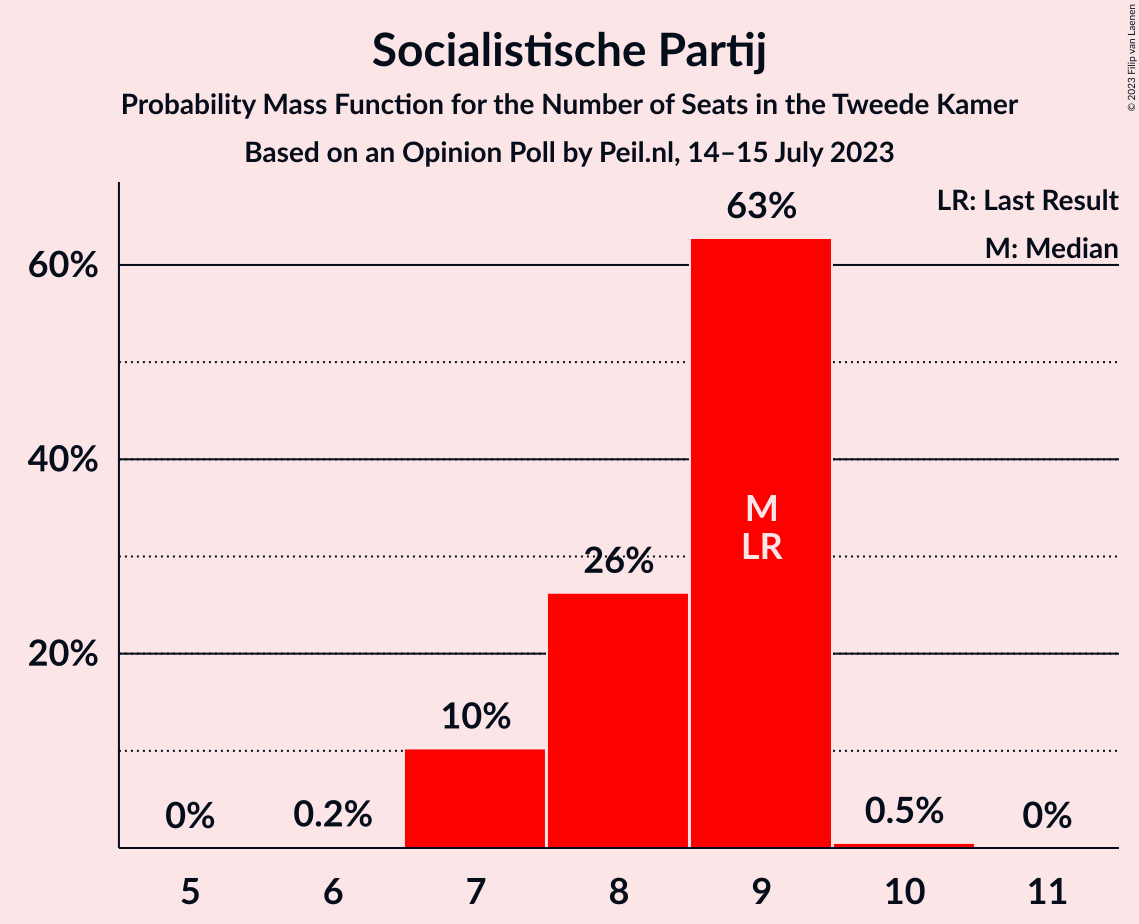 Socialistische Partij
Probability Mass Function for the Number of Seats in the Tweede Kamer
Based on an Opinion Poll by Peil.nl, 14–15 July 2023
© 2023 Filip van Laenen
LR: Last Result
M: Median
60%
40%
20%
0%
0.2%
10%
26%
63%
M
LR
0.5%
0%
5
6
7
8
9
10
11